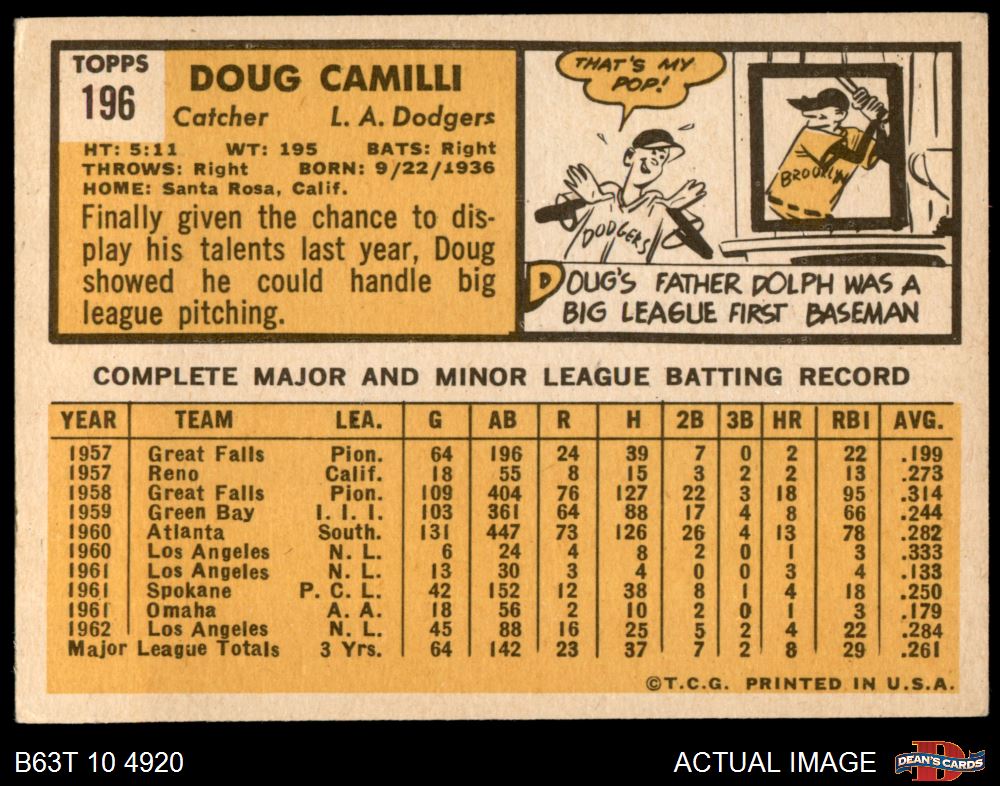 TOPPS
196
DOUG CAMILLI
Catcher L. A. Dodgers
HT: 5:11 WT: 195 BATS: Right
THROWS: Right BORN: 9/22/1936
HOME: Santa Rosa, Calif.
Finally given the chance to dis-
play his talents last year, Doug
showed he could handle big
league pitching.
THAT'S MY
POP!
BROOKLYN
DODGERS
DOUG'S FATHER DOLPH WAS A
BIG LEAGUE FIRST BASEMAN
COMPLETE MAJOR AND MINOR LEAGUE BATTING RECORD
YEAR TEAM LEA. G AB R H 2B 3B HR RBI AVG.
1957 Great Falls Pion. 64 196 24 39 7 0 2 22 .199
1957 Reno Calif. 18 55 8 15 3 2 2 13 .273
1958 Great Falls Pion. 109 404 76 127 22 3 18 95 .314
1959 Green Bay I. I. I. 103 361 64 88 17 4 8 66 .244
1960 Atlanta South. 131 447 73 126 26 4 13 78 .282
1960 Los Angeles N. L. 6 24 4 8 2 0 1 3 .333
1961 Los Angeles N. L. 13 30 3 4 0 0 3 4 .133
1961 Spokane P. C. L. 42 152 12 38 8 1 4 18 .250
1961 Omaha A. A. 18 56 2 10 2 0 1 3 .179
1962 Los Angeles N. L. 45 88 16 25 5 2 4 22 .284
Major League Totals 3 Yrs. 64 142 23 37 7 2 8 29 .261
©T.C.G. PRINTED IN U.S.A.
B63T 10 4920
ACTUAL IMAGE
DEAN'S CARDS